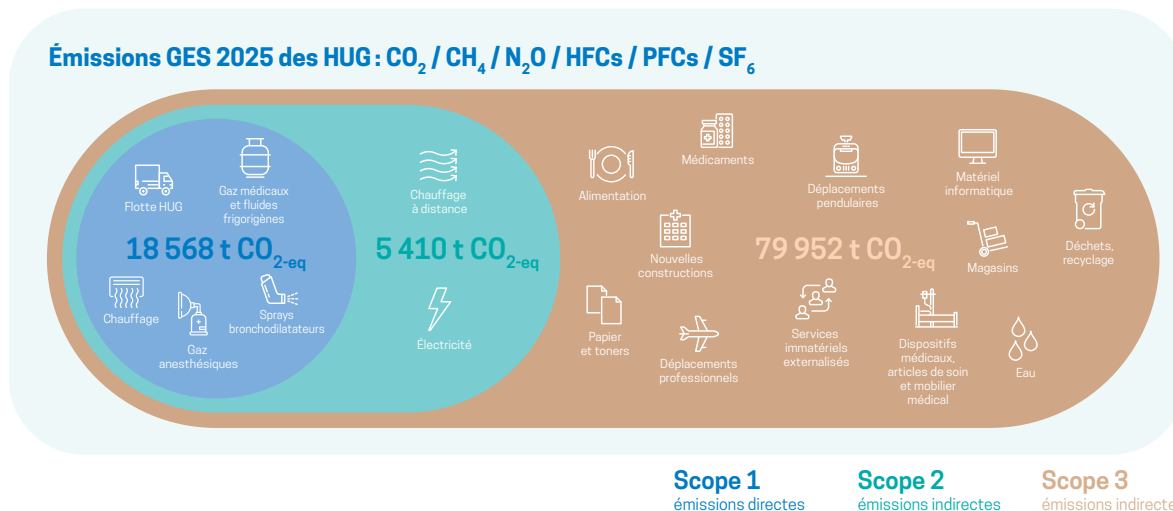 Émissions GES 2025 des HUG : CO2 / CH4 / N2O / HFCs / PFCs / SF6
Flotte HUG
Gaz médicaux
et fluides
frigorigènes
18 568 t CO2-eq
Chauffage
Gaz
anesthésiques
Sprays
bronchodilatateurs
Chauffage
à distance
5 410 t CO2-eq
Électricité
Alimentation
Médicaments
Déplacements
pendulaires
Matériel
informatique
Nouvelles
constructions
79 952 t CO2-eq
Magasins
Déchets,
recyclage
Papier
et toners
Déplacements
professionnels
Services
immatériels
externalisés
Dispositifs
médicaux,
articles de soin
et mobilier
médical
Eau
Scope 1
émissions directes
Scope 2
émissions indirectes
Scope 3
émissions indirecte